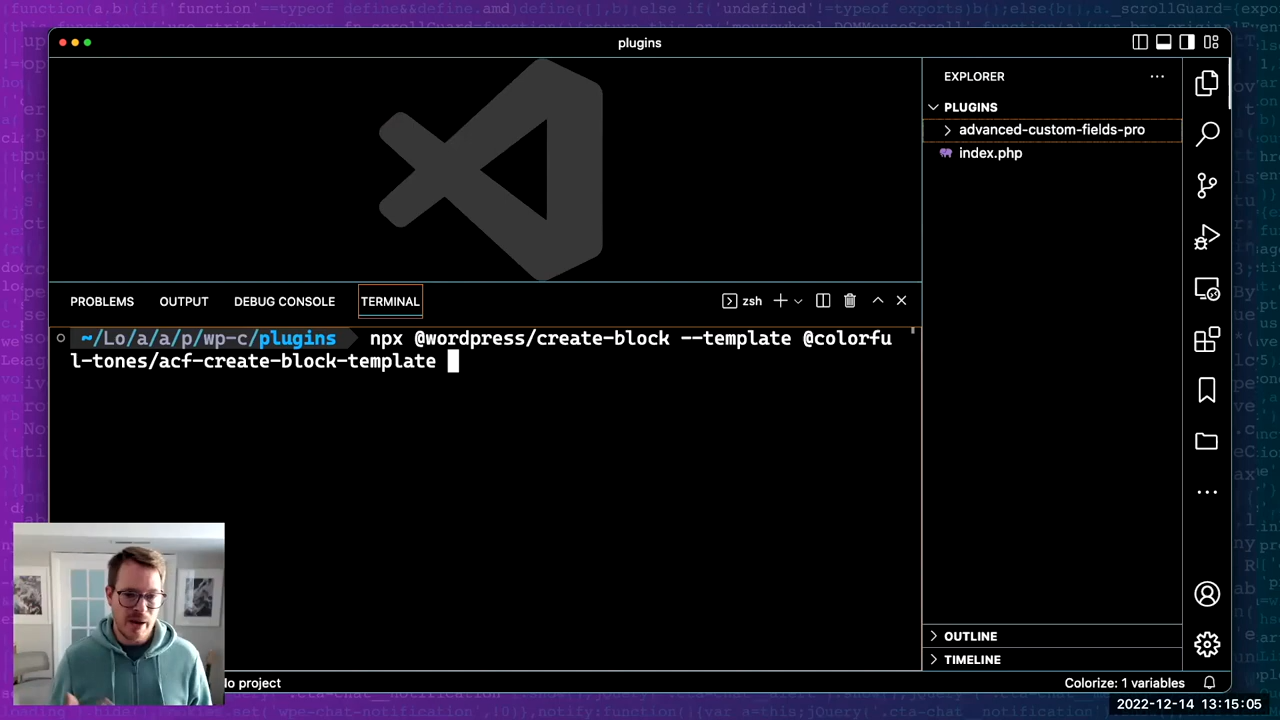 plugins
EXPLORER
PLUGINS
advanced-custom-fields-pro
index.php
PROBLEMS
OUTPUT
DEBUG CONSOLE
TERMINAL
zsh
~/Lo/a/a/p/wp-c/plugins npx @wordpress/create-block --template @colorfu
l-tones/acf-create-block-template
OUTLINE
TIMELINE
o project
Colorize: 1 variables
2022-12-14 13:15:05